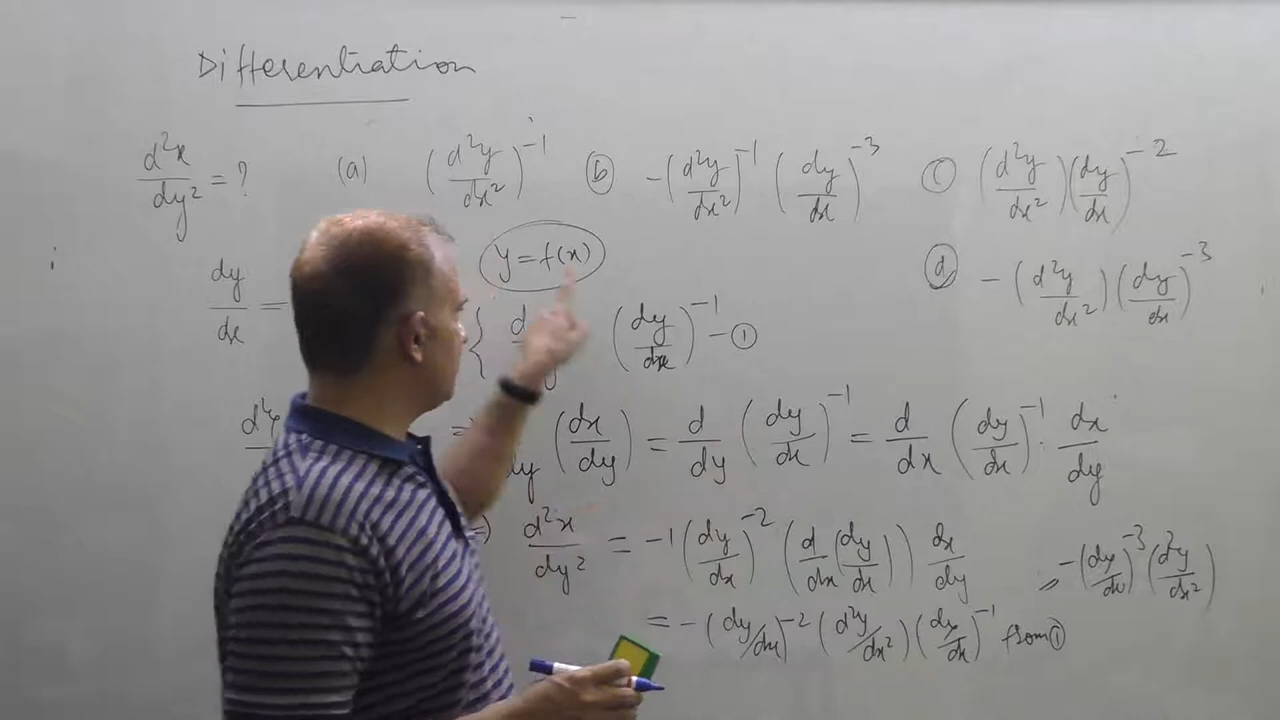 Differentiation
d²x/dy² = ? (a) (d²y/dx²)⁻¹ (b) -(d²y/dx²)⁻¹ (dy/dx)⁻³ (c) (d²y/dx²)(dy/dx)⁻²
y = f(x)
(d) -(d²y/dx²)(dy/dx)⁻³
dy/dx = { d (dy/dx)⁻¹ - ①
(dx/dy) = d/dy (dy/dx)⁻¹ = d/dx (dy/dx)⁻¹ · dx/dy
d²x/dy² = -1 (dy/dx)⁻² (d/dx (dy/dx)) dx/dy = -(dy/dx)⁻³ (d²y/dx²)
= -(dy/dx)⁻² (d²y/dx²) (dy/dx)⁻¹ from ①